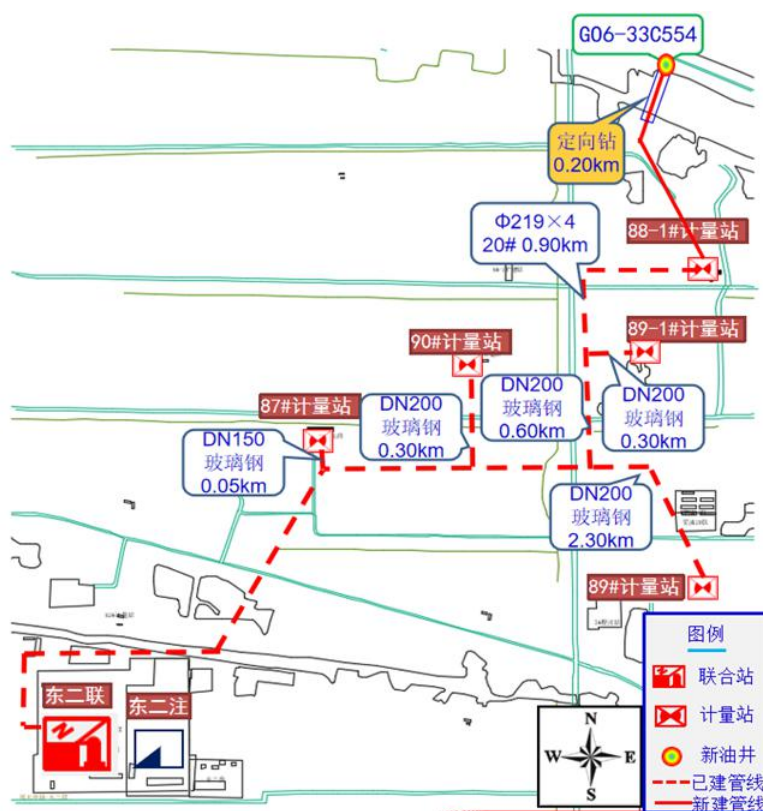 G06-33C554
定向钻
0.20km
Φ219×4
20# 0.90km
88-1#计量站
89-1#计量站
90#计量站
87#计量站
DN200
玻璃钢
0.30km
DN200
玻璃钢
0.60km
DN200
玻璃钢
0.30km
DN150
玻璃钢
0.05km
DN200
玻璃钢
2.30km
89#计量站
东二联
东二注
N
W
E
S
图例
联合站
计量站
新油井
已建管线
新建管线